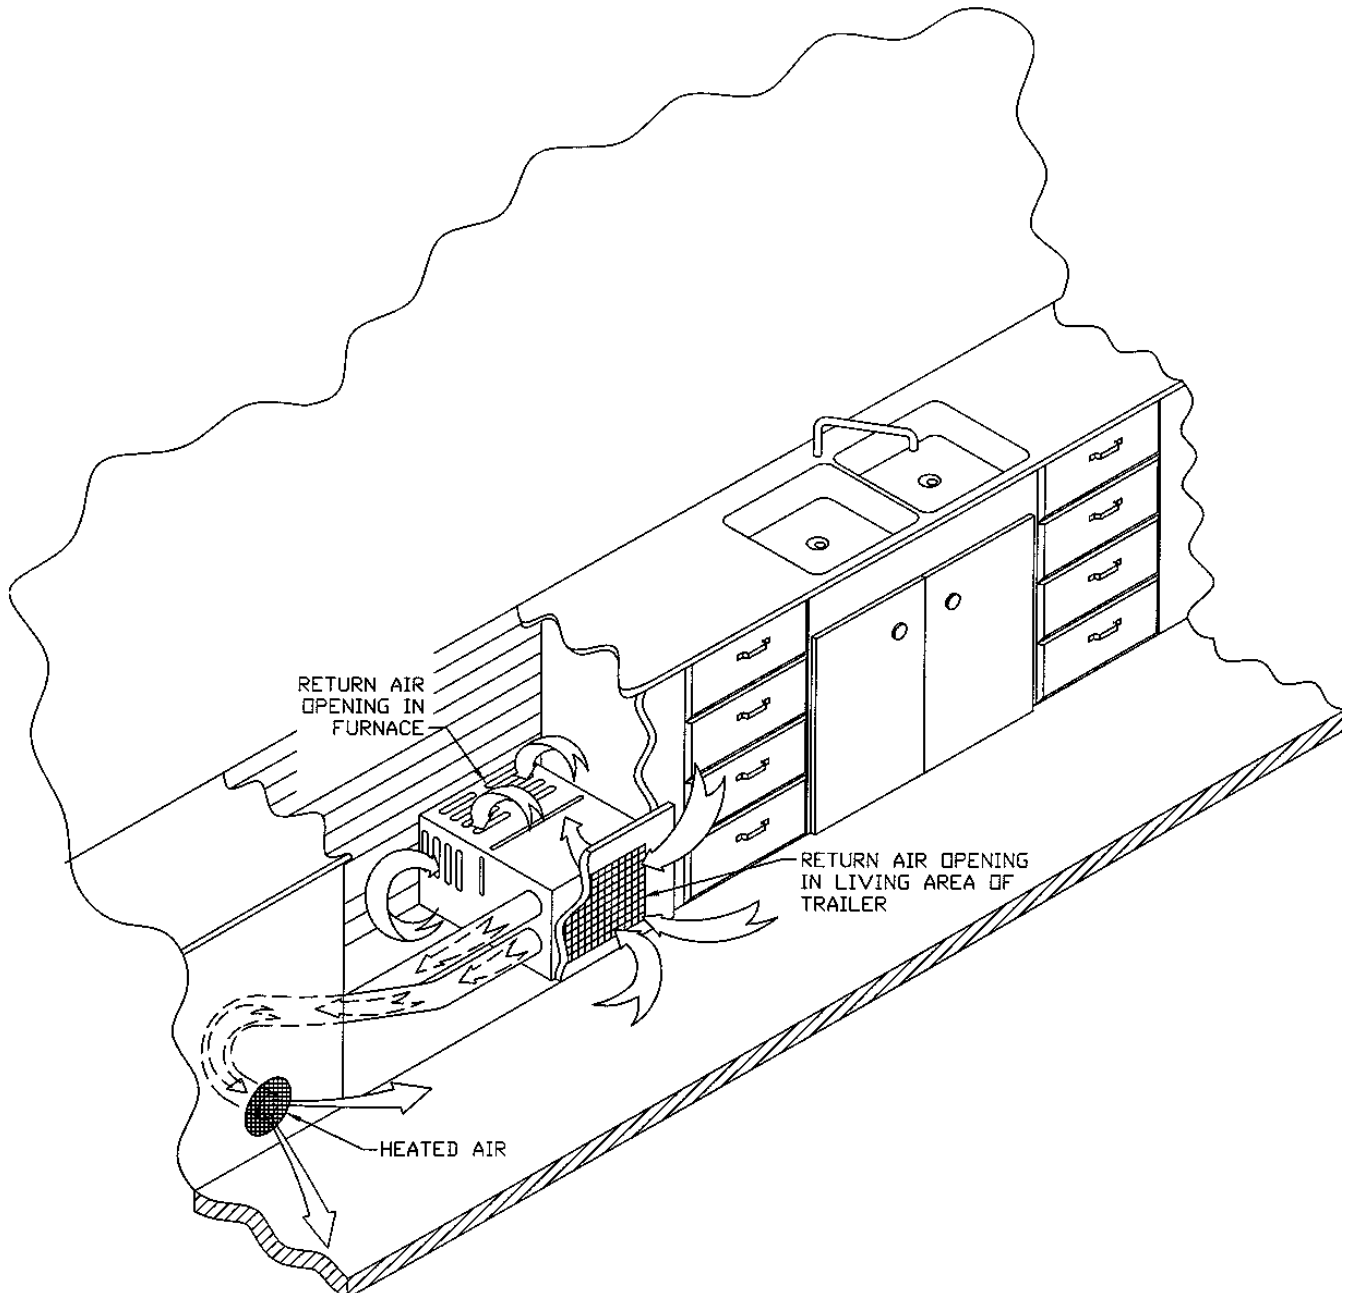 RETURN AIR
OPENING IN
FURNACE
RETURN AIR OPENING
IN LIVING AREA OF
TRAILER
HEATED AIR